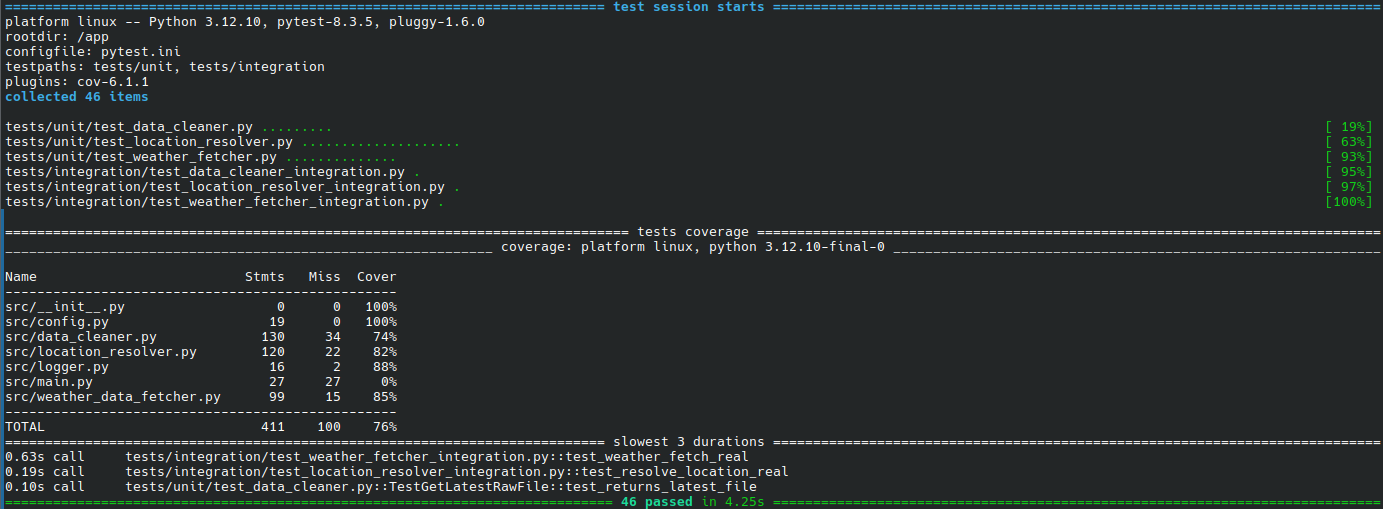 =========================================================================== test session starts ============================================================================
platform linux -- Python 3.12.10, pytest-8.3.5, pluggy-1.6.0
rootdir: /app
configfile: pytest.ini
testpaths: tests/unit, tests/integration
plugins: cov-6.1.1
collected 46 items
tests/unit/test_data_cleaner.py ......... [ 19%]
tests/unit/test_location_resolver.py .................... [ 63%]
tests/unit/test_weather_fetcher.py .............. [ 93%]
tests/integration/test_data_cleaner_integration.py . [ 95%]
tests/integration/test_location_resolver_integration.py . [ 97%]
tests/integration/test_weather_fetcher_integration.py . [100%]
============================================================================== tests coverage ==============================================================================
_____________________________________________________________ coverage: platform linux, python 3.12.10-final-0 _____________________________________________________________
Name Stmts Miss Cover
-------------------------------------------------
src/__init__.py 0 0 100%
src/config.py 19 0 100%
src/data_cleaner.py 130 34 74%
src/location_resolver.py 120 22 82%
src/logger.py 16 2 88%
src/main.py 27 27 0%
src/weather_data_fetcher.py 99 15 85%
-------------------------------------------------
TOTAL 411 100 76%
=========================================================================== slowest 3 durations ============================================================================
0.63s call tests/integration/test_weather_fetcher_integration.py::test_weather_fetch_real
0.19s call tests/integration/test_location_resolver_integration.py::test_resolve_location_real
0.10s call tests/unit/test_data_cleaner.py::TestGetLatestRawFile::test_returns_latest_file
============================================================================ 46 passed in 4.25s ============================================================================